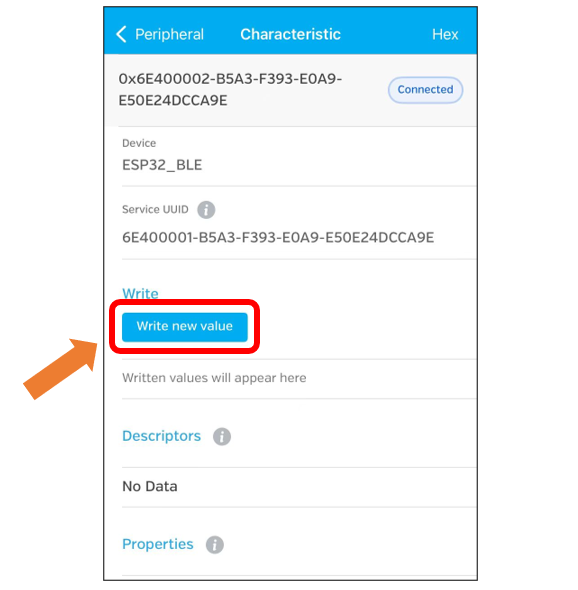 Peripheral Characteristic Hex
0x6E400002-B5A3-F393-E0A9-
E50E24DCCA9E
Connected
Device
ESP32_BLE
Service UUID i
6E400001-B5A3-F393-E0A9-E50E24DCCA9E
Write
Write new value
Written values will appear here
Descriptors i
No Data
Properties i